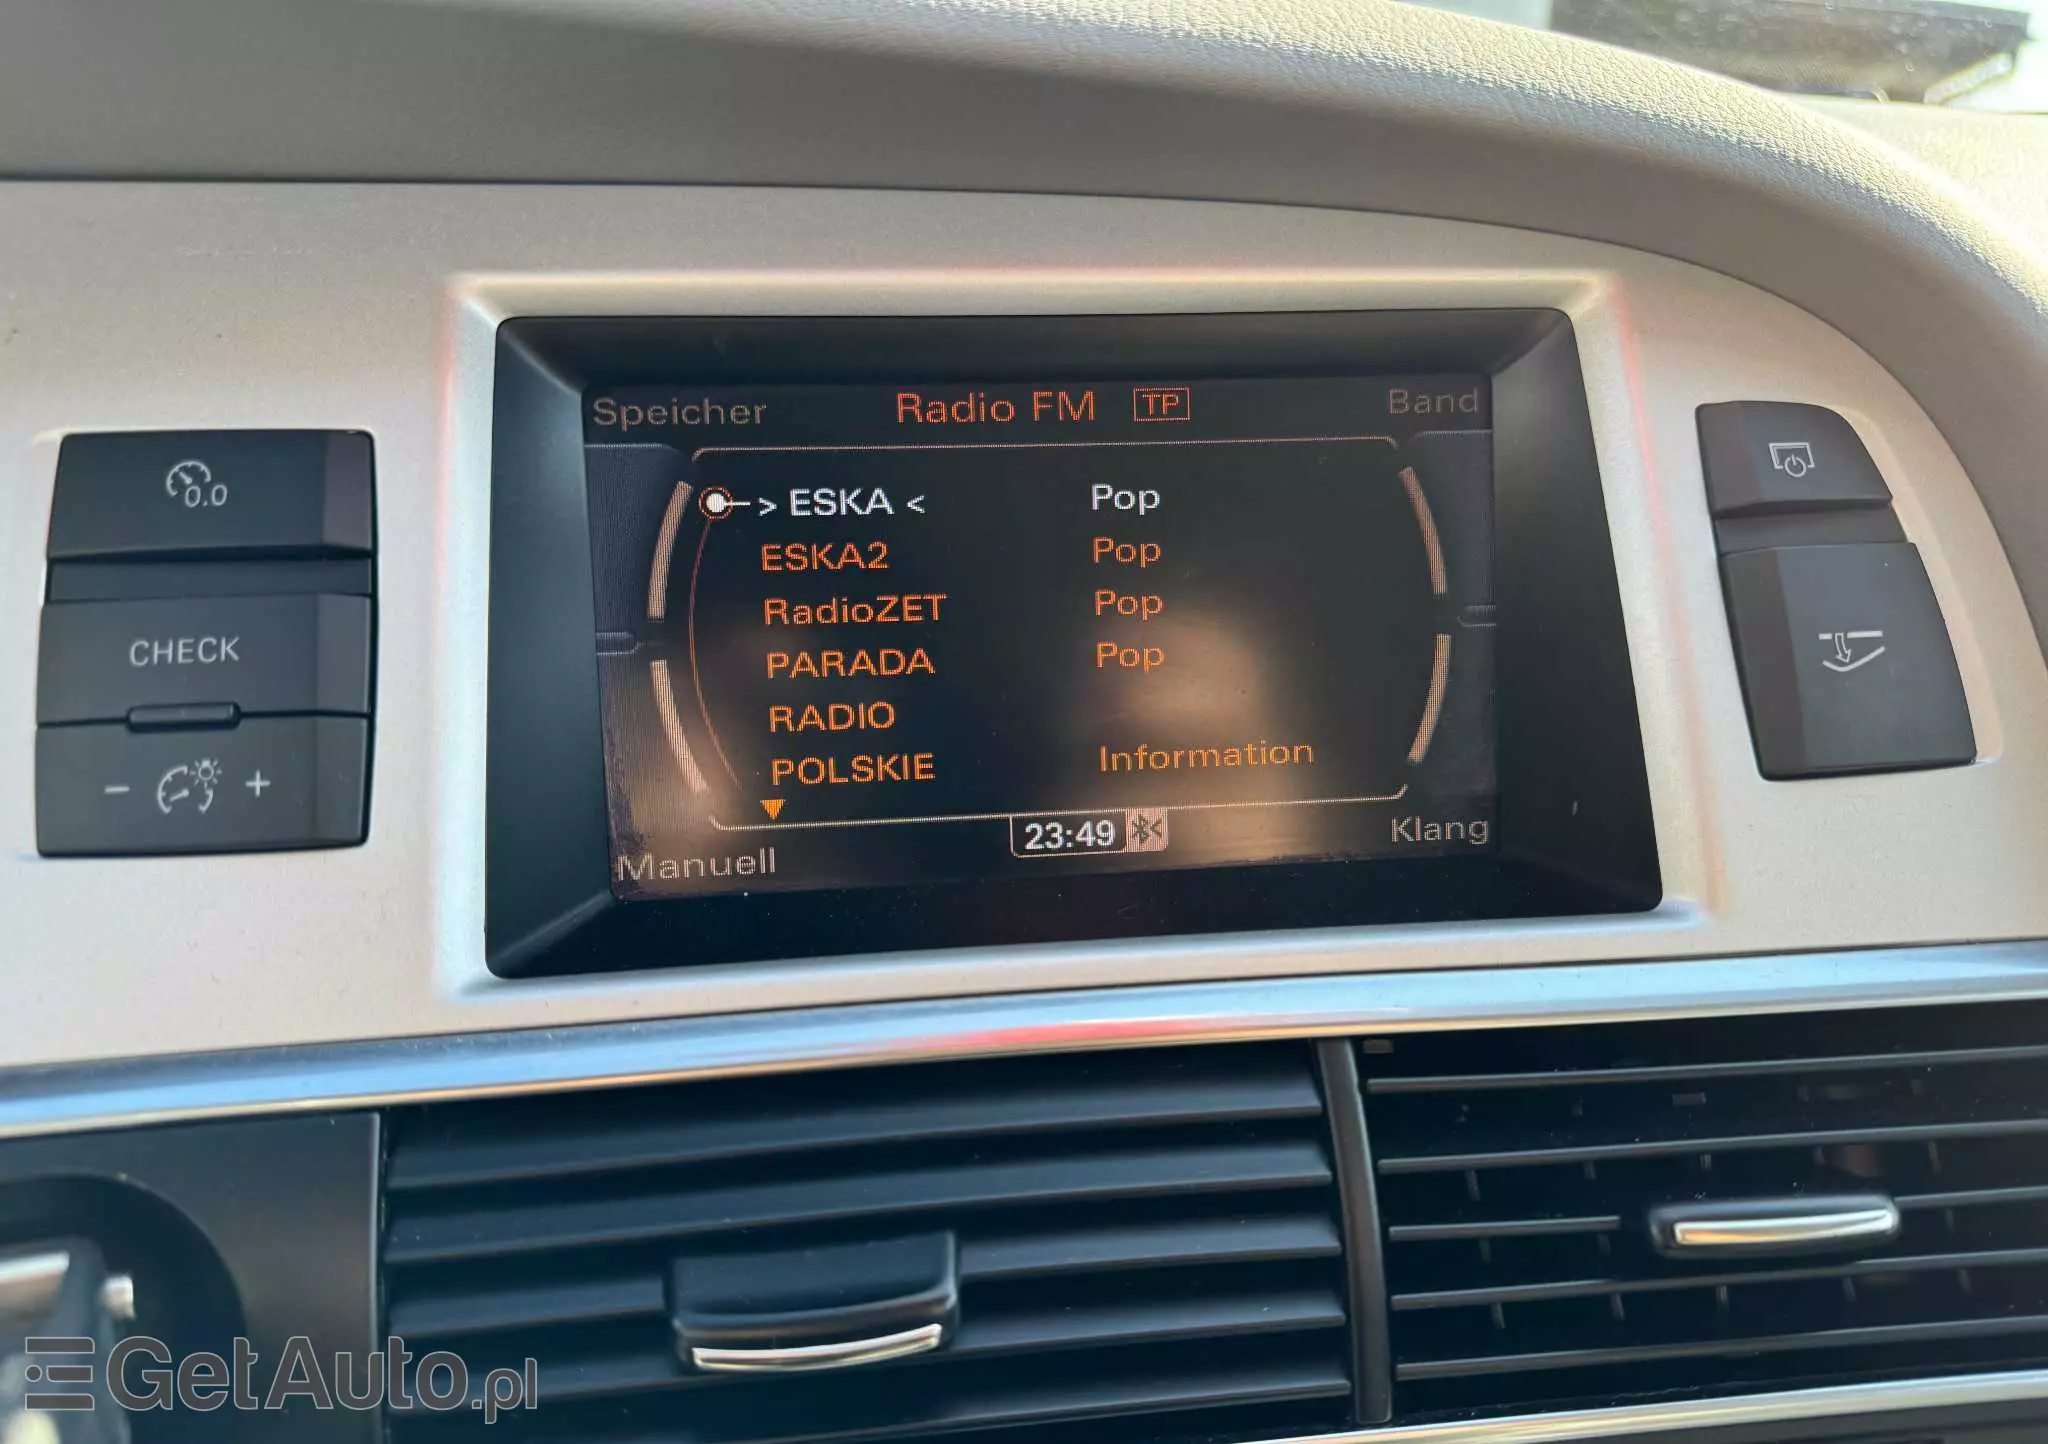 Speicher Radio FM TP Band
0.0
> ESKA < Pop
ESKA2 Pop
RadioZET Pop
CHECK
PARADA Pop
RADIO
POLSKIE Information
- +
23:49
Manuell Klang
GetAuto.pl